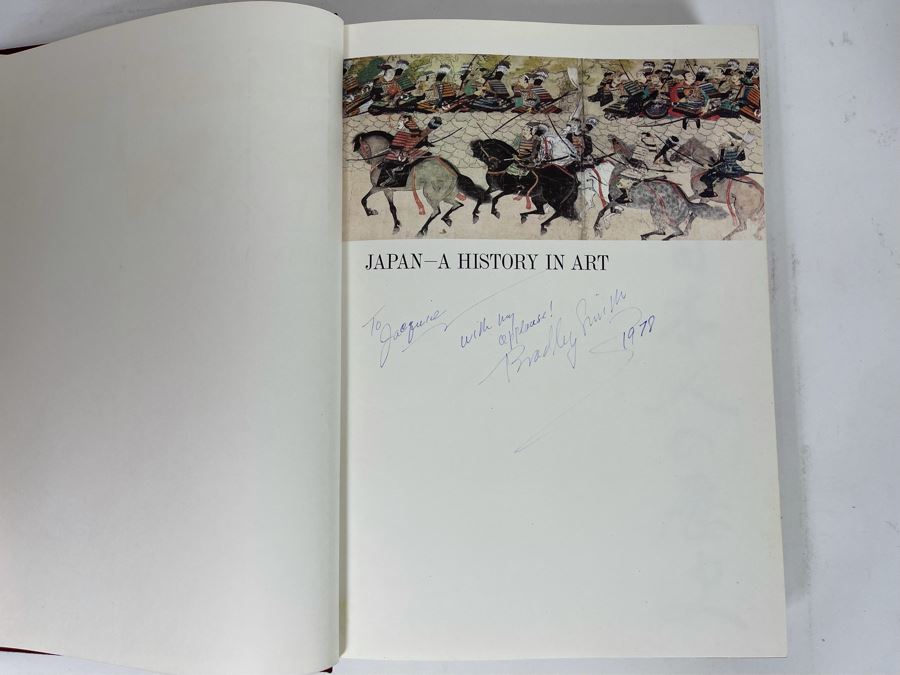 JAPAN—A HISTORY IN ART
To Jacquie
with my
applause!
Bradley Smith
1978